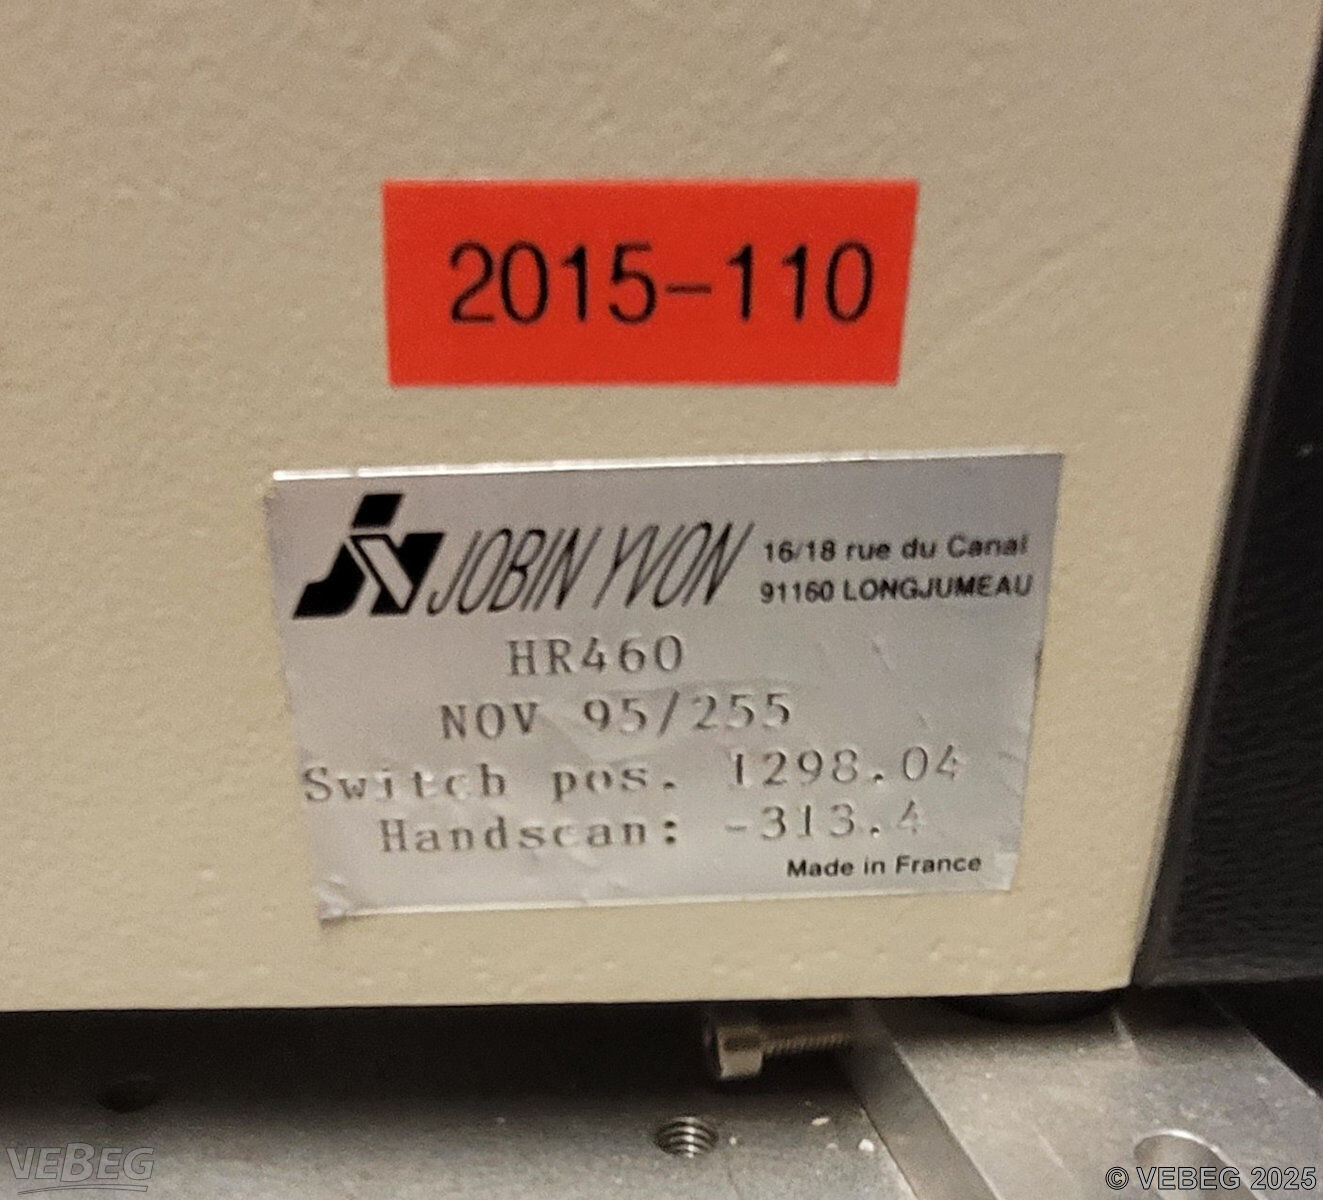 2015-110
JY JOBIN YVON 16/18 rue du Canal
91160 LONGJUMEAU
HR460
NOV 95/255
Switch pos. 1298.04
Handscan: -313.4
Made in France
VEBEG
© VEBEG 2025